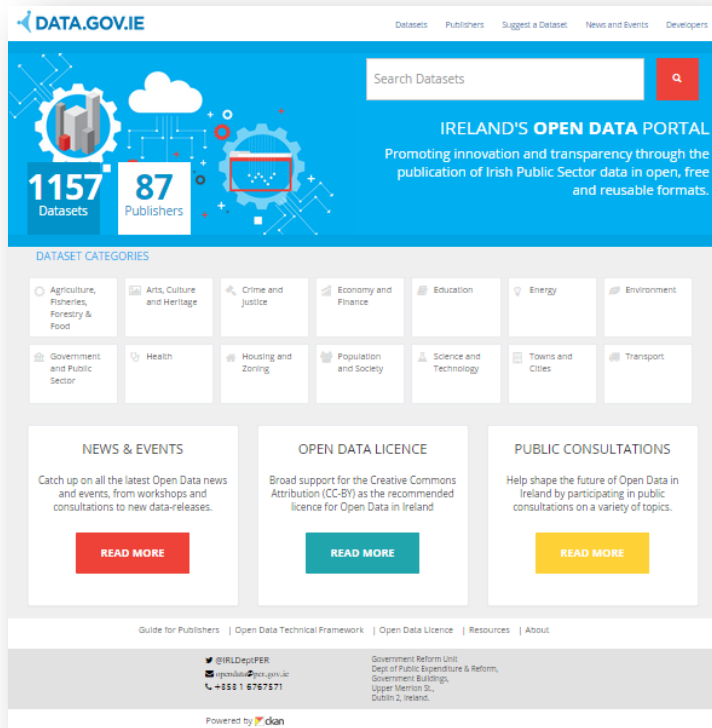 DATA.GOV.IE
Datasets Publishers Suggest a Dataset News and Events Developers
Search Datasets
IRELAND'S OPEN DATA PORTAL
Promoting innovation and transparency through the
publication of Irish Public Sector data in open, free
and reusable formats.
1157
Datasets
87
Publishers
DATASET CATEGORIES
Agriculture,
Fisheries,
Forestry &
Food
Arts, Culture
and Heritage
Crime and
Justice
Economy and
Finance
Education
Energy
Environment
Government
and Public
Sector
Health
Housing and
Zoning
Population
and Society
Science and
Technology
Towns and
Cities
Transport
NEWS & EVENTS
Catch up on all the latest Open Data news
and events, from workshops and
consultations to new data-releases.
READ MORE
OPEN DATA LICENCE
Broad support for the Creative Commons
Attribution (CC-BY) as the recommended
licence for Open Data in Ireland
READ MORE
PUBLIC CONSULTATIONS
Help shape the future of Open Data in
Ireland by participating in public
consultations on a variety of topics.
READ MORE
Guide for Publishers | Open Data Technical Framework | Open Data Licence | Resources | About
@IRLDeptPER
opendata@per.gov.ie
+353 1 6767571
Government Reform Unit
Dept of Public Expenditure & Reform,
Government Buildings,
Upper Merrion St.,
Dublin 2, Ireland.
Powered by ckan